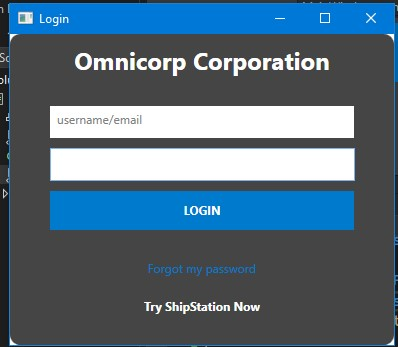 Login
Omnicorp Corporation
username/email
LOGIN
Forgot my password
Try ShipStation Now